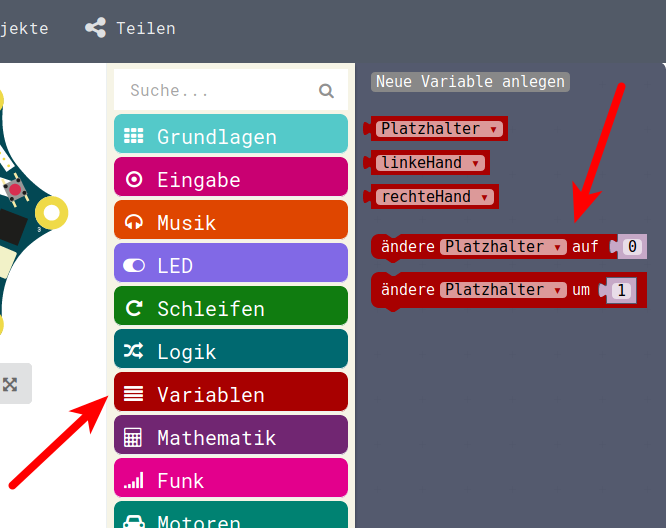 jekte
Teilen
Suche...
Grundlagen
Eingabe
Musik
LED
Schleifen
Logik
Variablen
Mathematik
Funk
Motoren
Neue Variable anlegen
Platzhalter
linkeHand
rechteHand
ändere Platzhalter auf 0
ändere Platzhalter um 1